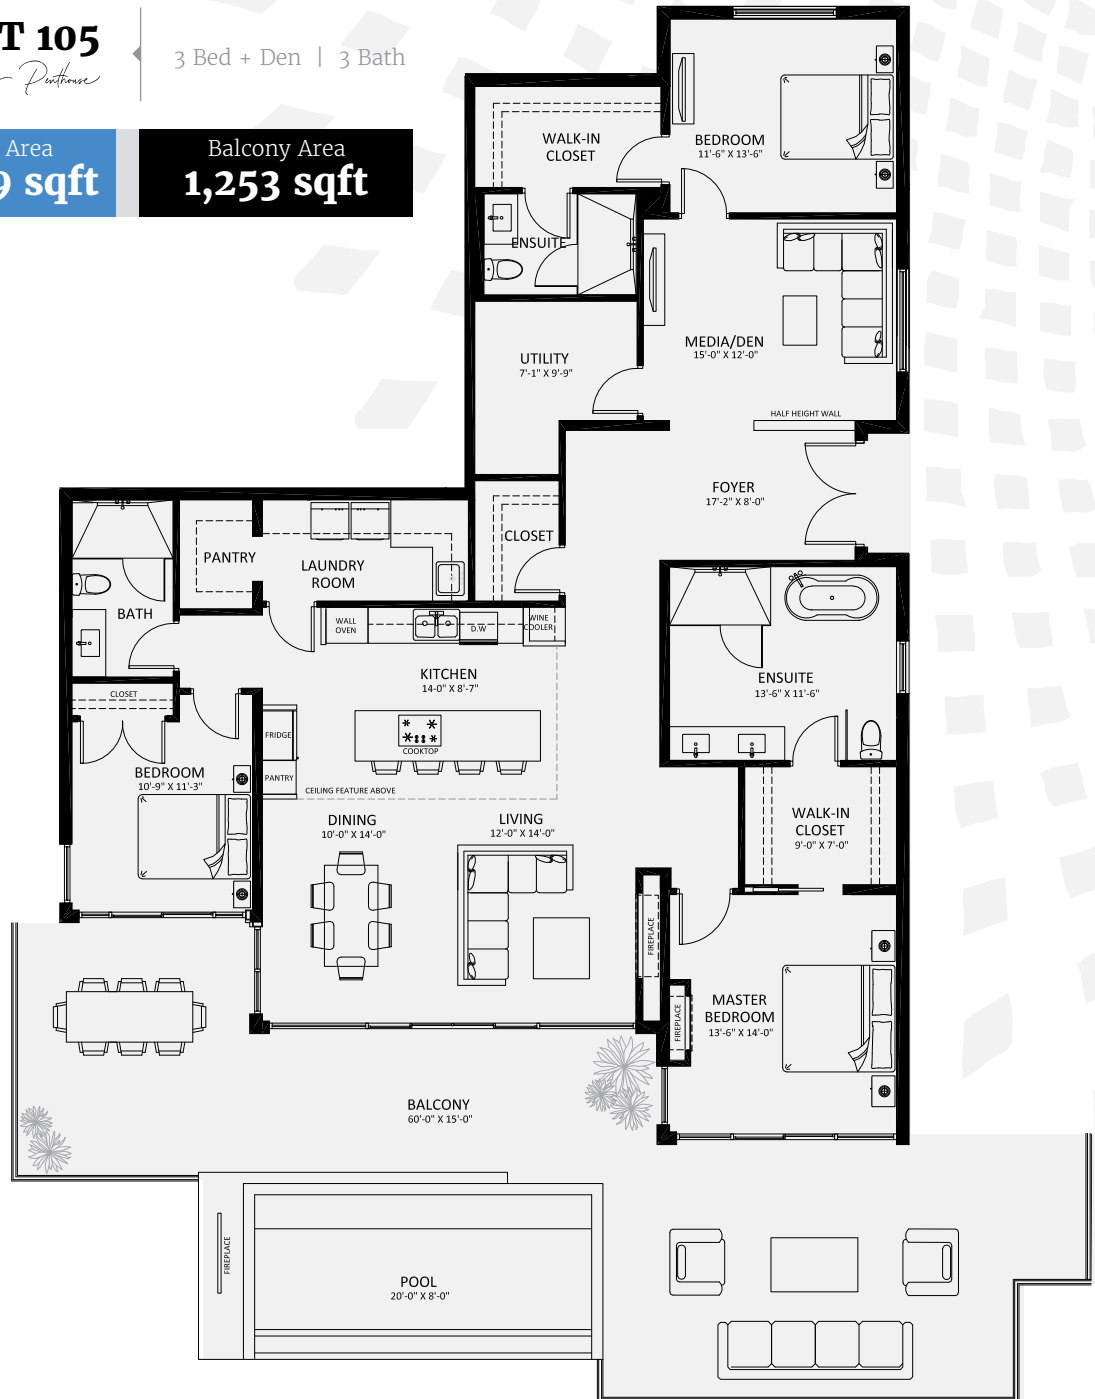 T 105
Penthouse
3 Bed + Den | 3 Bath
Area
9 sqft
Balcony Area
1,253 sqft
WALK-IN
CLOSET
BEDROOM
11'-6" X 13'-6"
ENSUITE
MEDIA/DEN
15'-0" X 12'-0"
UTILITY
7'-1" X 9'-9"
HALF HEIGHT WALL
FOYER
17'-2" X 8'-0"
CLOSET
PANTRY
LAUNDRY
ROOM
BATH
WALL
OVEN
D.W
WINE
COOLER
KITCHEN
14-0" X 8'-7"
ENSUITE
13'-6" X 11'-6"
CLOSET
FRIDGE
COOKTOP
BEDROOM
10'-9" X 11'-3"
PANTRY
CEILING FEATURE ABOVE
DINING
10'-0" X 14'-0"
LIVING
12'-0" X 14'-0"
WALK-IN
CLOSET
9'-0" X 7'-0"
FIREPLACE
FIREPLACE
MASTER
BEDROOM
13'-6" X 14'-0"
BALCONY
60'-0" X 15'-0"
FIREPLACE
POOL
20'-0" X 8'-0"